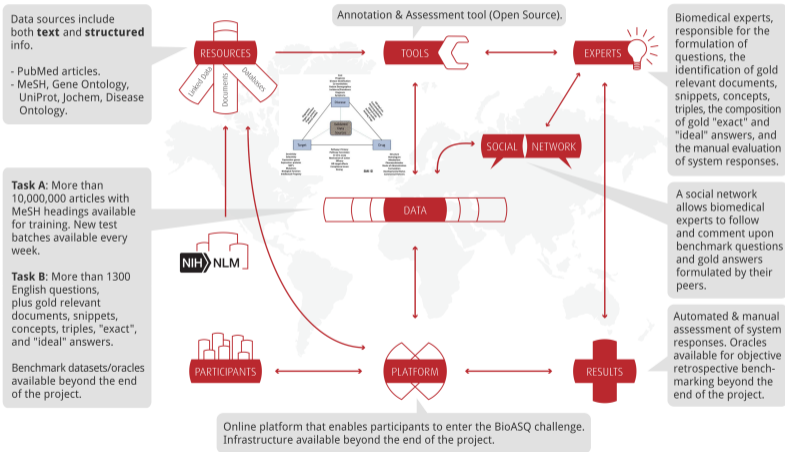 Data sources include
both text and structured
info.
- PubMed articles.
- MeSH, Gene Ontology,
UniProt, Jochem, Disease
Ontology.
RESOURCES
Linked Data
Documents
Databases
Annotation & Assessment tool (Open Source).
TOOLS
EXPERTS
Biomedical experts,
responsible for the
formulation of
questions, the
identification of gold
relevant documents,
snippets, concepts,
triples, the composition
of gold "exact" and
"ideal" answers, and
the manual evaluation
of system responses.
Disease
Target
Drug
SOCIAL NETWORK
DATA
A social network
allows biomedical
experts to follow
and comment upon
benchmark questions
and gold answers
formulated by their
peers.
Task A: More than
10,000,000 articles with
MeSH headings available
for training. New test
batches available every
week.
Task B: More than 1300
English questions,
plus gold relevant
documents, snippets,
concepts, triples, "exact",
and "ideal" answers.
Benchmark datasets/oracles
available beyond the end
of the project.
NIH NLM
PARTICIPANTS
PLATFORM
RESULTS
Automated & manual
assessment of system
responses. Oracles
available for objective
retrospective bench-
marking beyond the
end of the project.
Online platform that enables participants to enter the BioASQ challenge.
Infrastructure available beyond the end of the project.